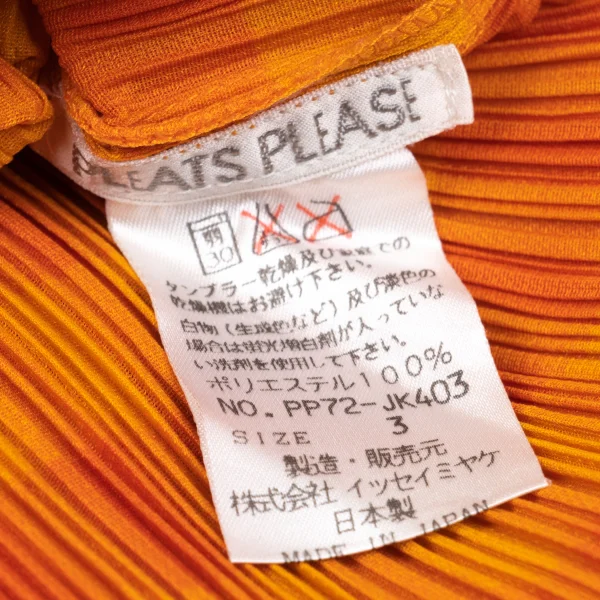 PLEATS PLEASE
弱
30
タンブラー乾燥及び家庭での
乾燥機はお避け下さい。
白物(生成色など)及び淡色の
場合は蛍光増白剤が入っていな
い洗剤を使用して下さい。
ポリエステル100%
NO. PP72-JK403
SIZE 3
製造・販売元
株式会社 イッセイミヤケ
日本製
MADE IN JAPAN